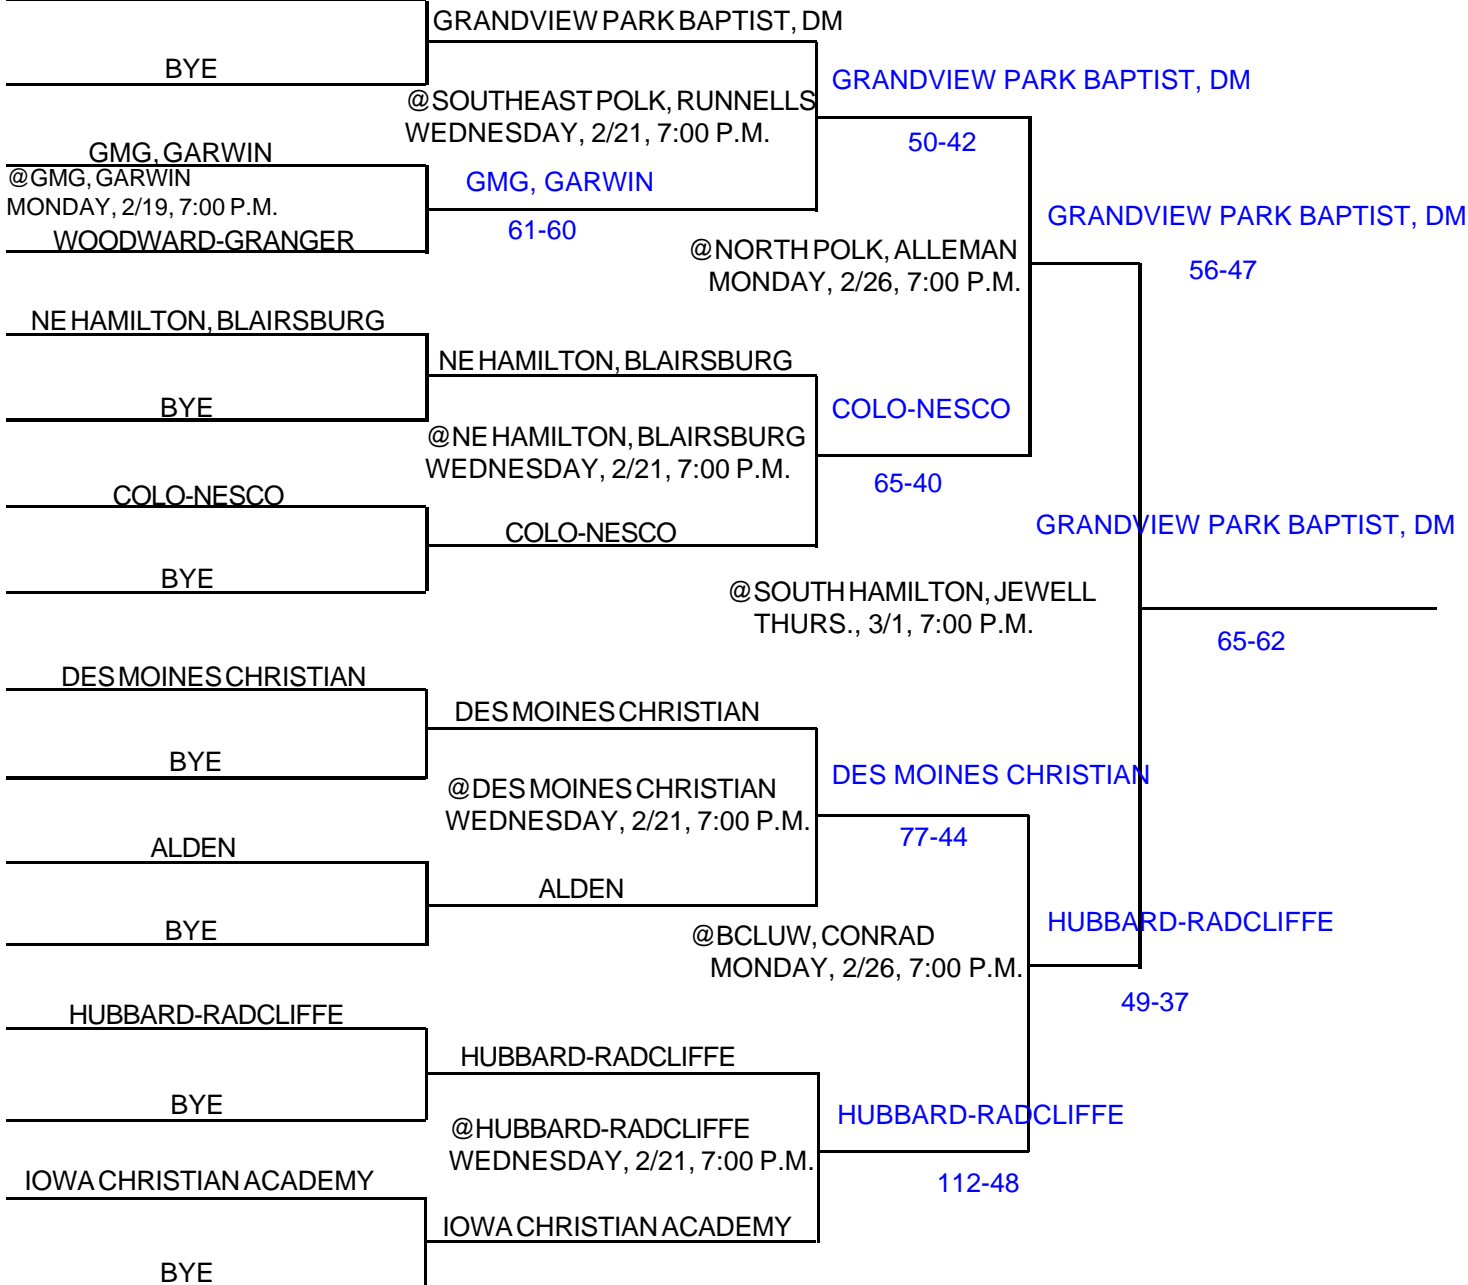 GRANDVIEW PARK BAPTIST, DM
BYE
GRANDVIEW PARK BAPTIST, DM
@SOUTHEAST POLK, RUNNELLS
WEDNESDAY, 2/21, 7:00 P.M.
50-42
GMG, GARWIN
@GMG, GARWIN
MONDAY, 2/19, 7:00 P.M.
WOODWARD-GRANGER
GMG, GARWIN
61-60
GRANDVIEW PARK BAPTIST, DM
56-47
@NORTH POLK, ALLEMAN
MONDAY, 2/26, 7:00 P.M.
NE HAMILTON, BLAIRSBURG
NE HAMILTON, BLAIRSBURG
BYE
COLO-NESCO
@NE HAMILTON, BLAIRSBURG
WEDNESDAY, 2/21, 7:00 P.M.
65-40
COLO-NESCO
COLO-NESCO
BYE
GRANDVIEW PARK BAPTIST, DM
@SOUTH HAMILTON, JEWELL
THURS., 3/1, 7:00 P.M.
65-62
DES MOINES CHRISTIAN
DES MOINES CHRISTIAN
BYE
DES MOINES CHRISTIAN
@DES MOINES CHRISTIAN
WEDNESDAY, 2/21, 7:00 P.M.
77-44
ALDEN
ALDEN
BYE
HUBBARD-RADCLIFFE
@BCLUW, CONRAD
MONDAY, 2/26, 7:00 P.M.
49-37
HUBBARD-RADCLIFFE
HUBBARD-RADCLIFFE
BYE
HUBBARD-RADCLIFFE
@HUBBARD-RADCLIFFE
WEDNESDAY, 2/21, 7:00 P.M.
112-48
IOWA CHRISTIAN ACADEMY
IOWA CHRISTIAN ACADEMY
BYE